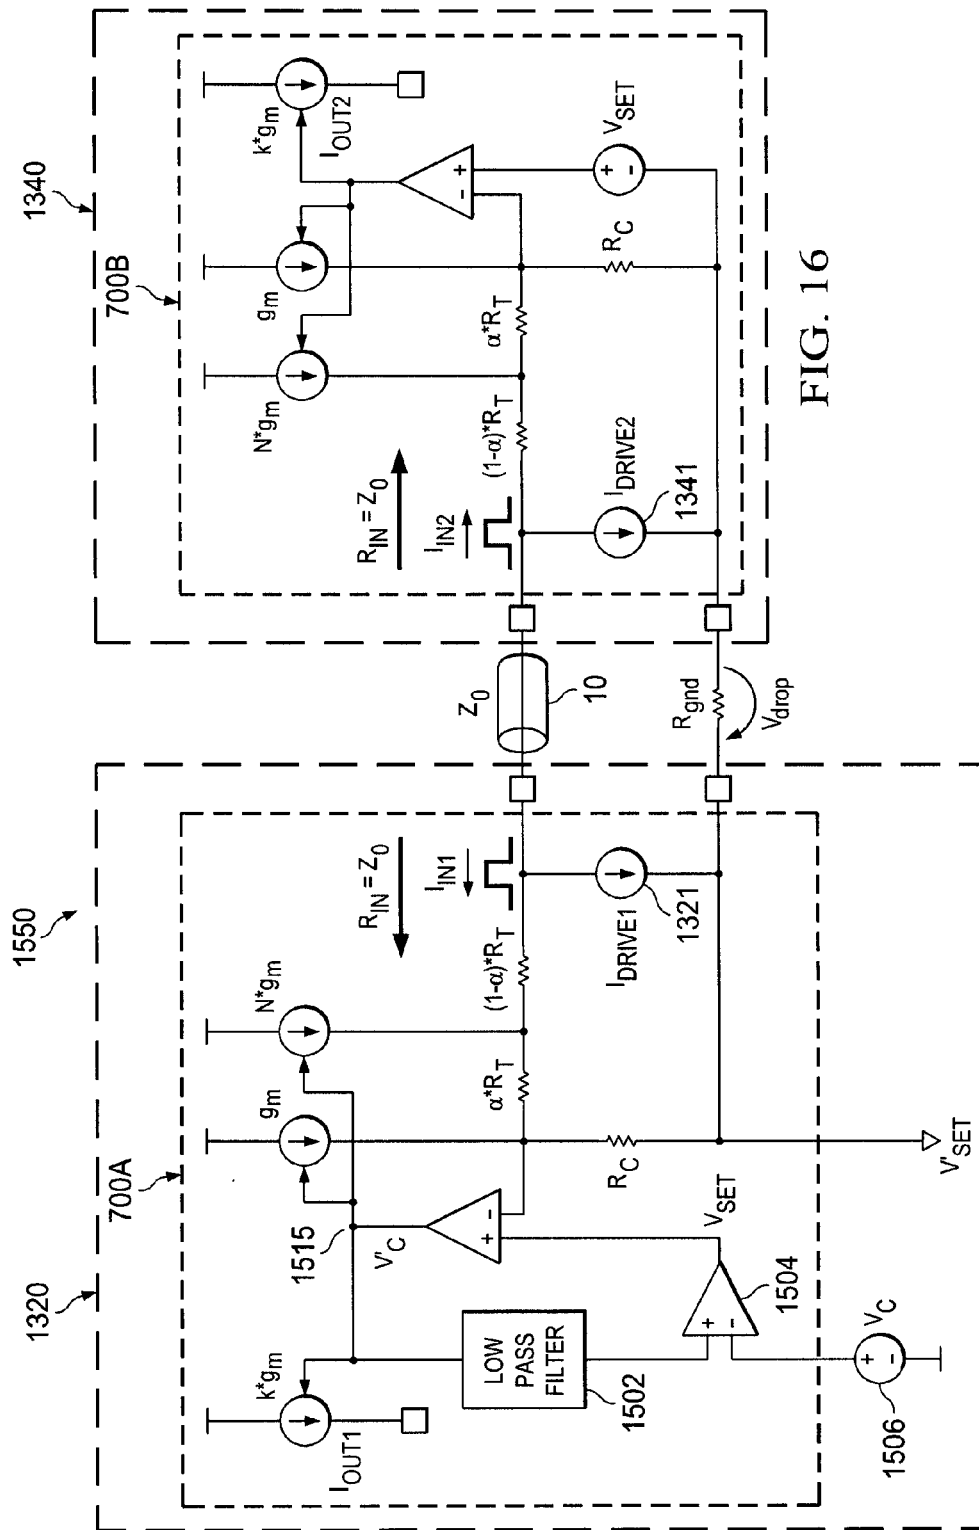 1550
1320
700A
I_OUT1
k*g_m
g_m
N*g_m
1515
V'_C
α*R_T
(1-α)*R_T
R_IN = Z_0
I_IN1
LOW
PASS
FILTER
1502
+
-
+
-
1504
V_SET
R_C
I_DRIVE1
1321
+
-
V_C
1506
V'_SET
Z_0
10
R_gnd
V_drop
1340
700B
N*g_m
g_m
k*g_m
I_OUT2
R_IN = Z_0
I_IN2
(1-α)*R_T
α*R_T
-
+
R_C
+
-
V_SET
I_DRIVE2
1341
FIG. 16